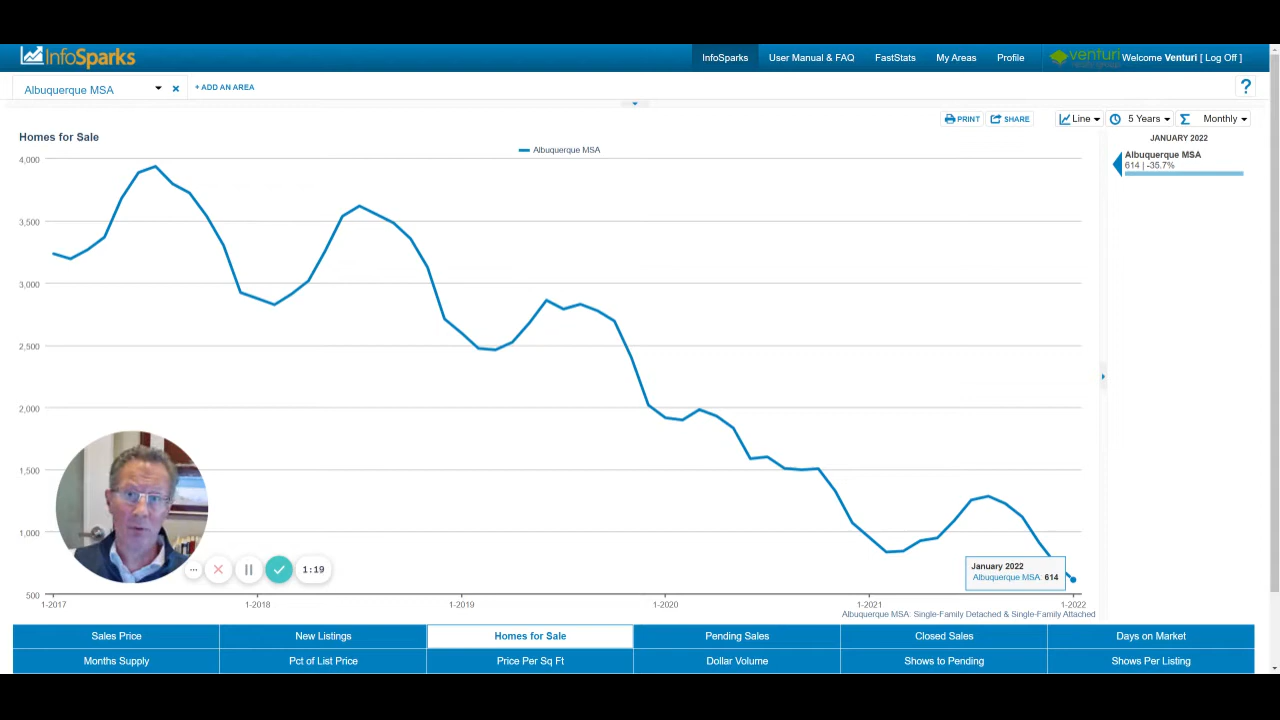 InfoSparks
InfoSparks User Manual & FAQ FastStats My Areas Profile venturi Welcome Venturi [ Log Off ]
Albuquerque MSA + ADD AN AREA ?
PRINT SHARE Line 5 Years Monthly
Homes for Sale
JANUARY 2022
Albuquerque MSA
Albuquerque MSA
614 | -35.7%
4,000
3,500
3,000
2,500
2,000
1,500
1,000
500
January 2022
Albuquerque MSA: 614
... 1:19
1-2017 1-2018 1-2019 1-2020 1-2021 1-2022
Albuquerque MSA: Single-Family Detached & Single-Family Attached
Sales Price New Listings Homes for Sale Pending Sales Closed Sales Days on Market
Months Supply Pct of List Price Price Per Sq Ft Dollar Volume Shows to Pending Shows Per Listing